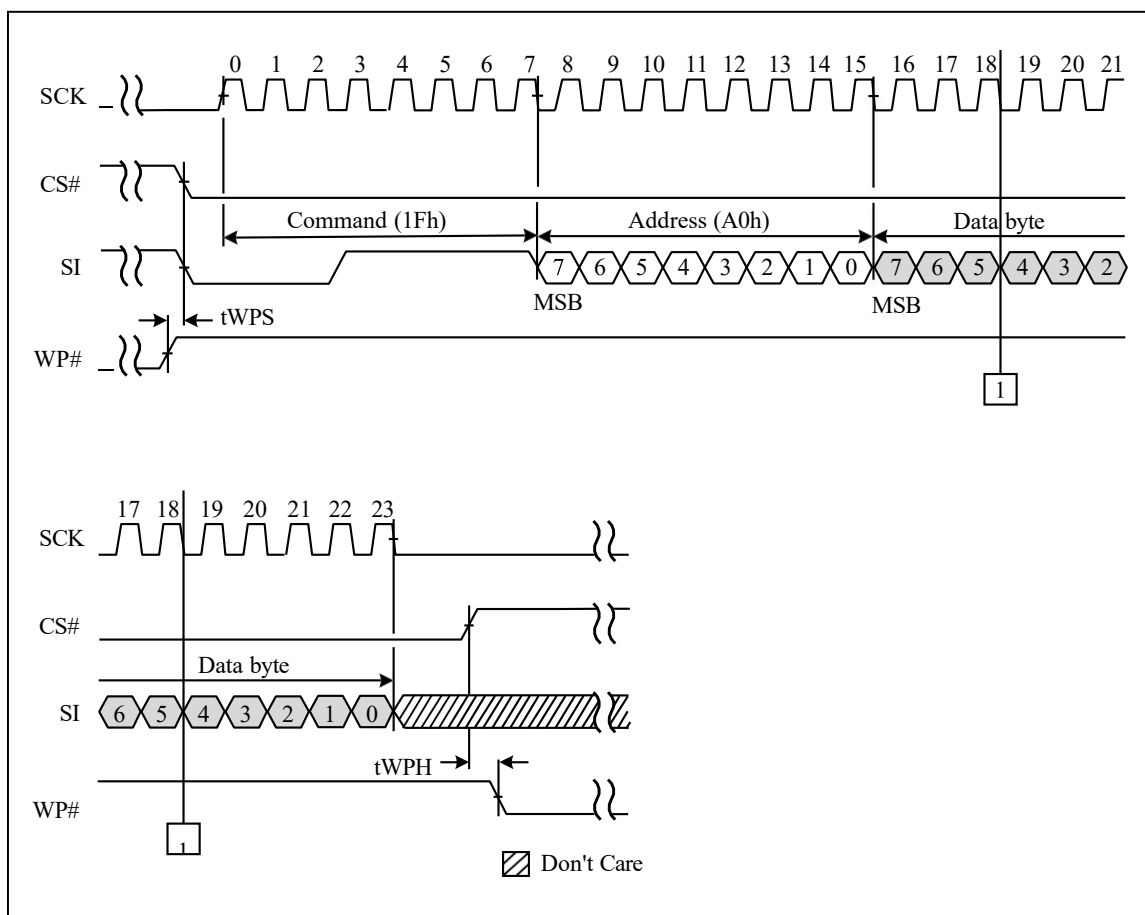 0 1 2 3 4 5 6 7 8 9 10 11 12 13 14 15 16 17 18 19 20 21
SCK
CS#
Command (1Fh) Address (A0h) Data byte
SI 7 6 5 4 3 2 1 0 7 6 5 4 3 2
MSB MSB
tWPS
WP#
1
17 18 19 20 21 22 23
SCK
CS#
Data byte
SI 6 5 4 3 2 1 0
tWPH
WP#
1
Don't Care